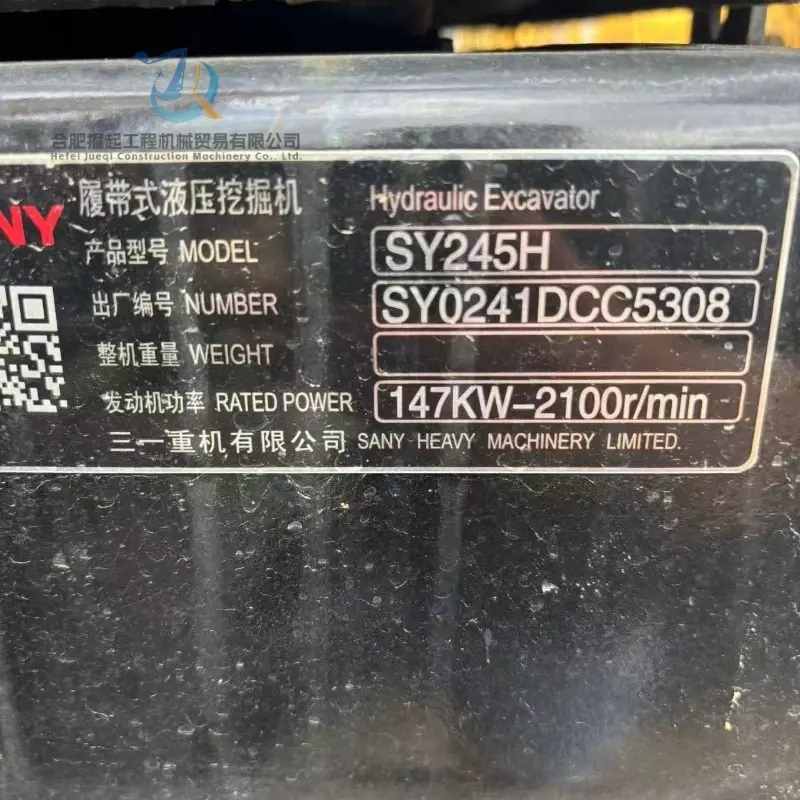 合肥掘起工程机械贸易有限公司
Hefei Jueqi Construction Machinery Co., Ltd.
NY
履带式液压挖掘机 Hydraulic Excavator
产品型号 MODEL SY245H
出厂编号 NUMBER SY0241DCC5308
整机重量 WEIGHT
发动机功率 RATED POWER 147KW-2100r/min
三一重机有限公司 SANY HEAVY MACHINERY LIMITED.